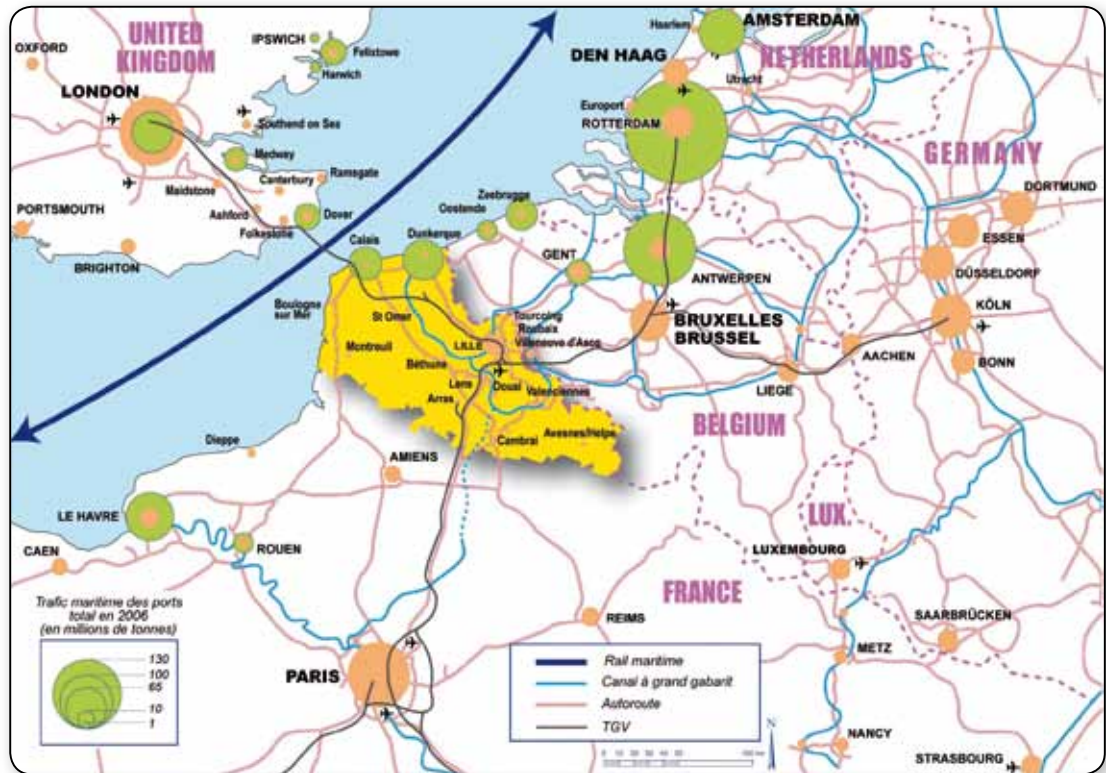 UNITED
KINGDOM
OXFORD
IPSWICH
Felixstowe
Harwich
LONDON
Southend on Sea
Medway
Ramsgate
Canterbury
Maidstone
Ashford
Dover
Folkestone
PORTSMOUTH
BRIGHTON
Haarlem
AMSTERDAM
DEN HAAG
NETHERLANDS
Utrecht
Europort
ROTTERDAM
GERMANY
DORTMUND
ESSEN
DÜSSELDORF
KÖLN
BONN
AACHEN
Zeebrugge
Oostende
Dunkerque
Calais
GENT
ANTWERPEN
BRUXELLES
BRUSSEL
LIEGE
BELGIUM
Boulogne
sur Mer
St Omer
Tourcoing
Roubaix
Villeneuve d'Ascq
LILLE
Montreuil
Béthune
Lens
Douai
Valenciennes
Arras
Cambrai
Avesnes/Helpe
Dieppe
AMIENS
LE HAVRE
CAEN
ROUEN
LUX.
LUXEMBOURG
FRANCE
REIMS
SAARBRÜCKEN
METZ
NANCY
STRASBOURG
PARIS
Trafic maritime des ports
total en 2006
(en millions de tonnes)
130
100
65
10
1
Rail maritime
Canal à grand gabarit
Autoroute
TGV
N